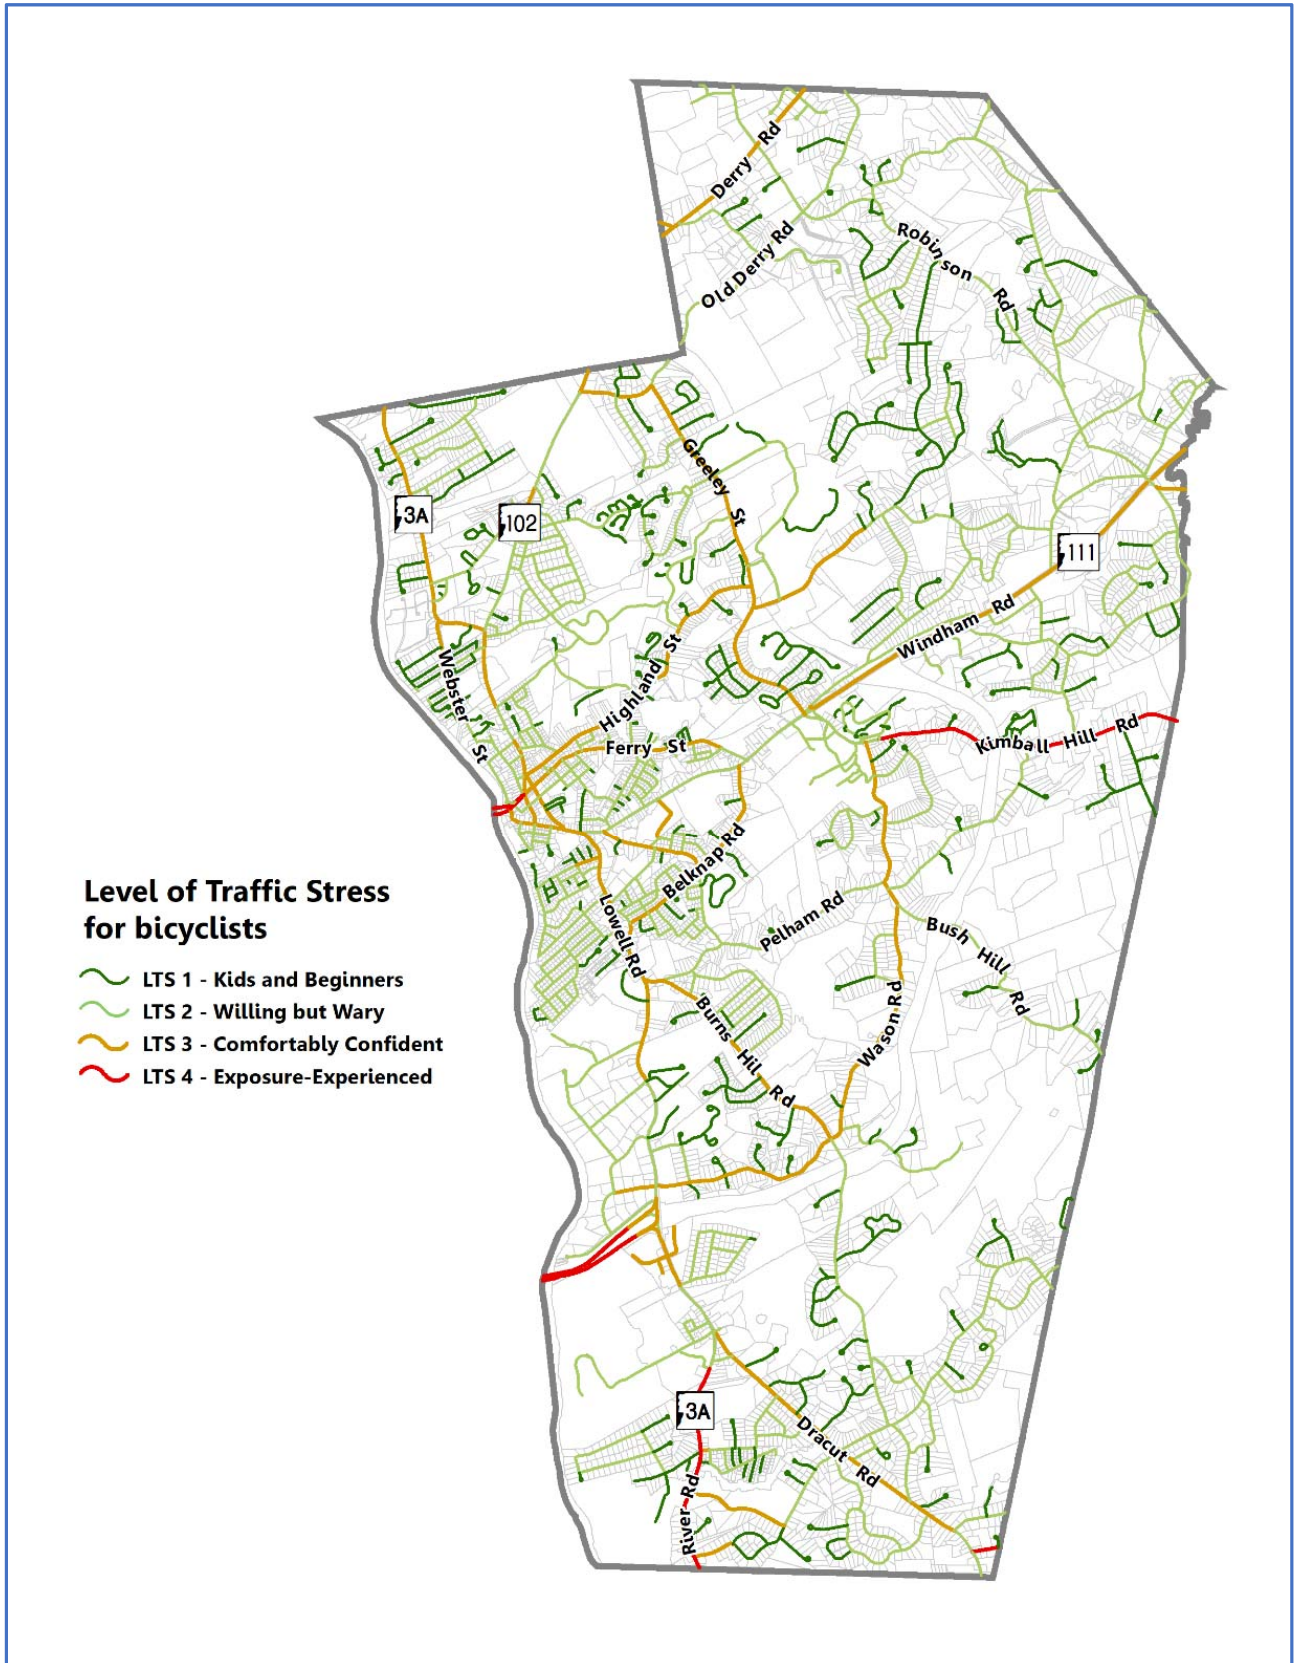 Derry Rd
Old Derry Rd
Robinson Rd
Greeley St
3A
102
111
Windham Rd
Webster St
Highland St
Ferry St
Kimball Hill Rd
Belknap Rd
Lowell Rd
Pelham Rd
Bush Hill Rd
Burns Hil Rd
Wason Rd
Level of Traffic Stress
for bicyclists
LTS 1 - Kids and Beginners
LTS 2 - Willing but Wary
LTS 3 - Comfortably Confident
LTS 4 - Exposure-Experienced
3A
Dracut Rd
River Rd